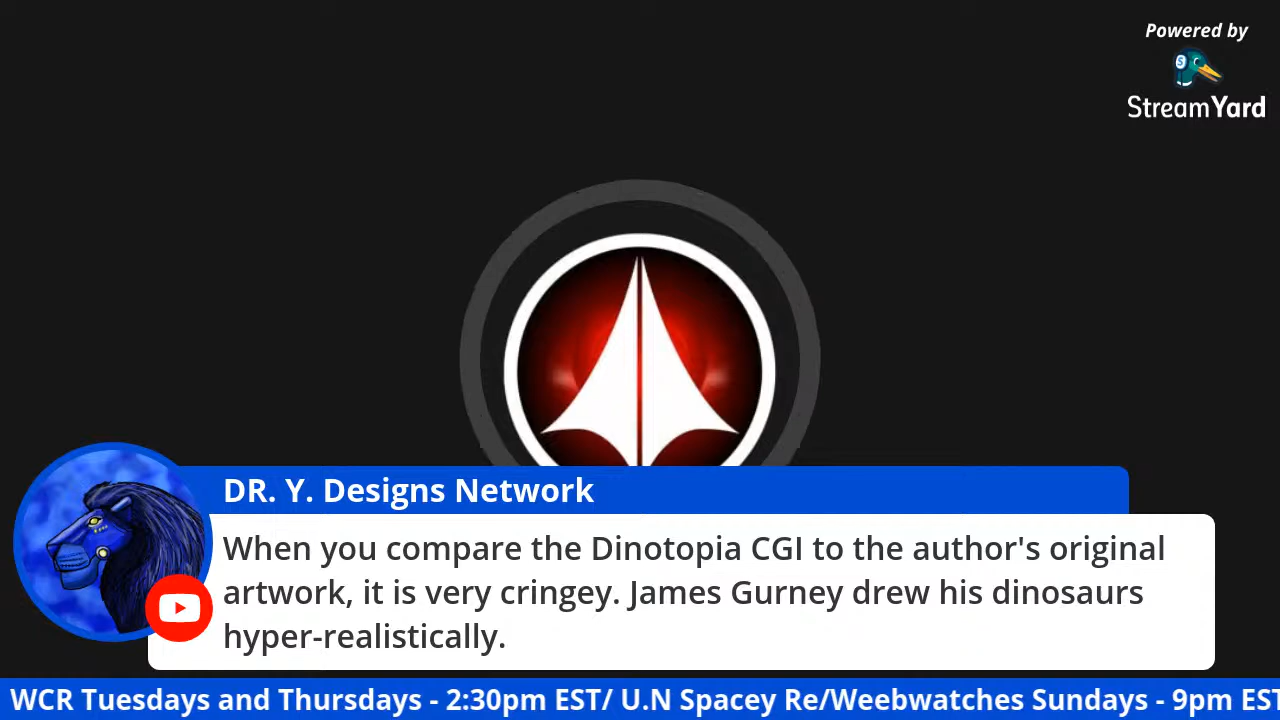 Powered by
StreamYard
DR. Y. Designs Network
When you compare the Dinotopia CGI to the author's original
artwork, it is very cringey. James Gurney drew his dinosaurs
hyper-realistically.
WCR Tuesdays and Thursdays - 2:30pm EST/ U.N Spacey Re/Weebwatches Sundays - 9pm EST